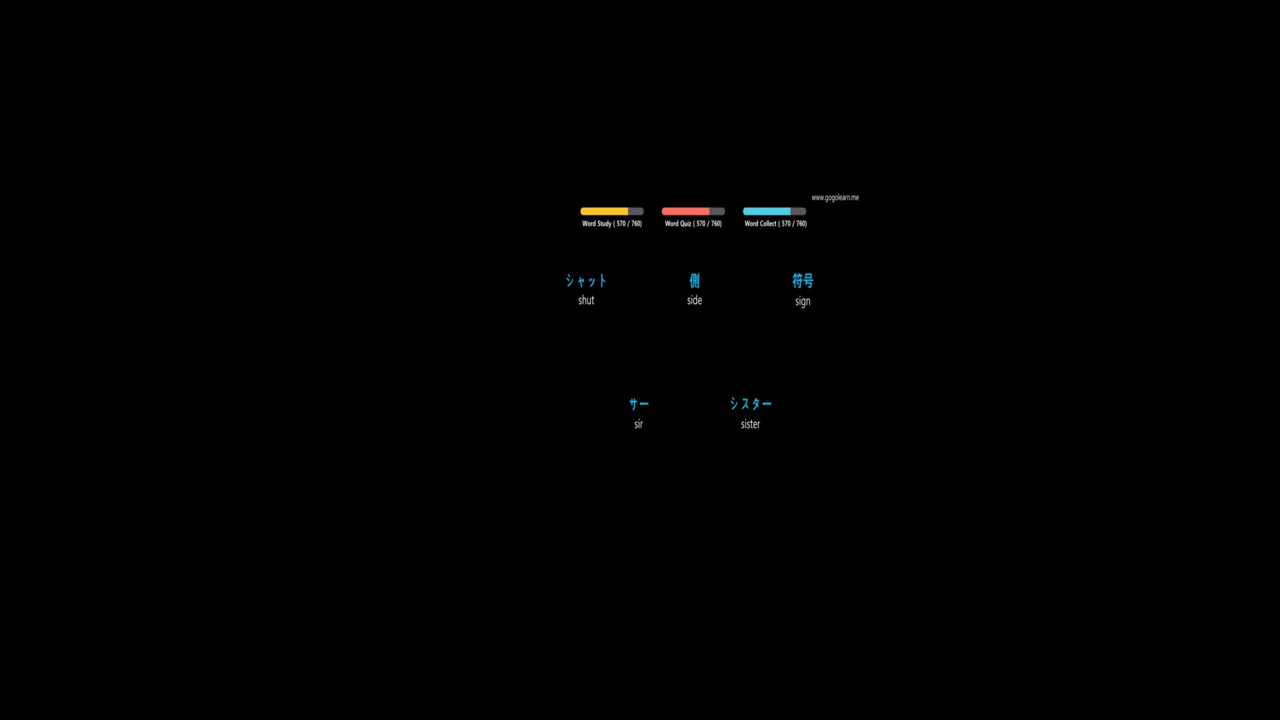 www.gogolearn.me
Word Study ( 570 / 760)
Word Quiz ( 570 / 760)
Word Collect ( 570 / 760)
シャット
側
符号
shut
side
sign
サー
シスター
sir
sister